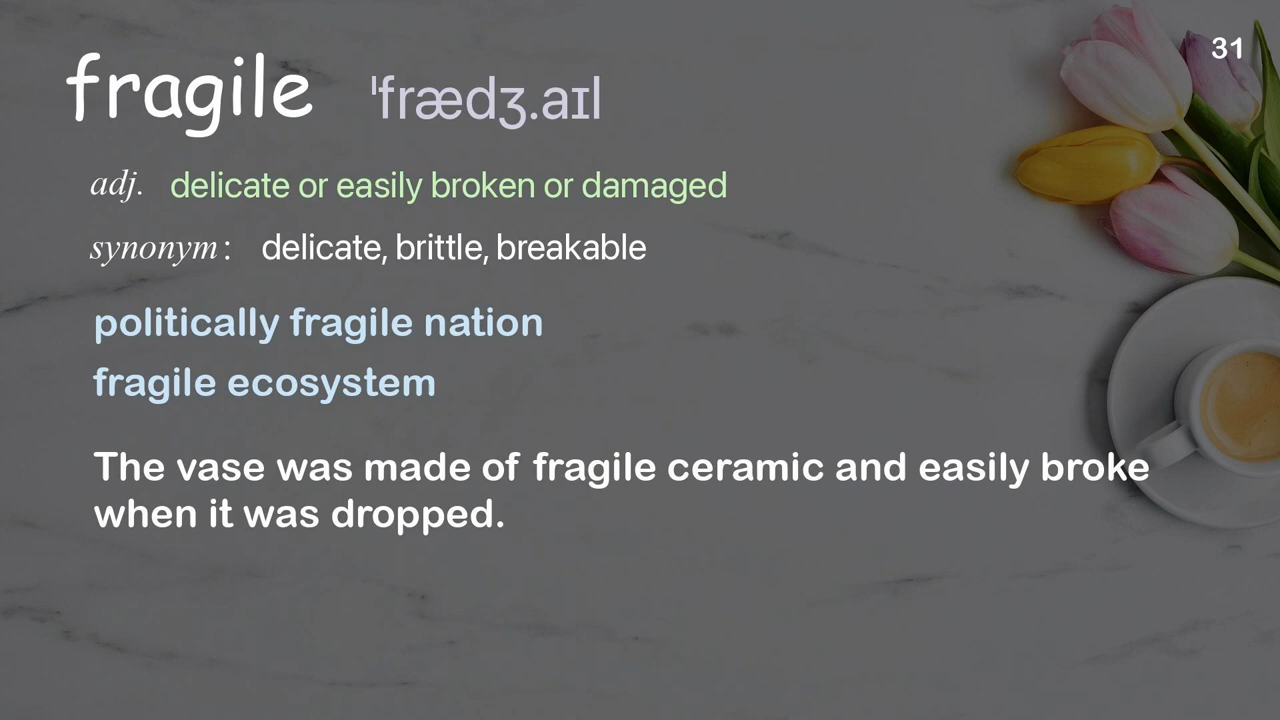 31
fragile ˈfrædʒ.aɪl
adj. delicate or easily broken or damaged
synonym: delicate, brittle, breakable
politically fragile nation
fragile ecosystem
The vase was made of fragile ceramic and easily broke
when it was dropped.